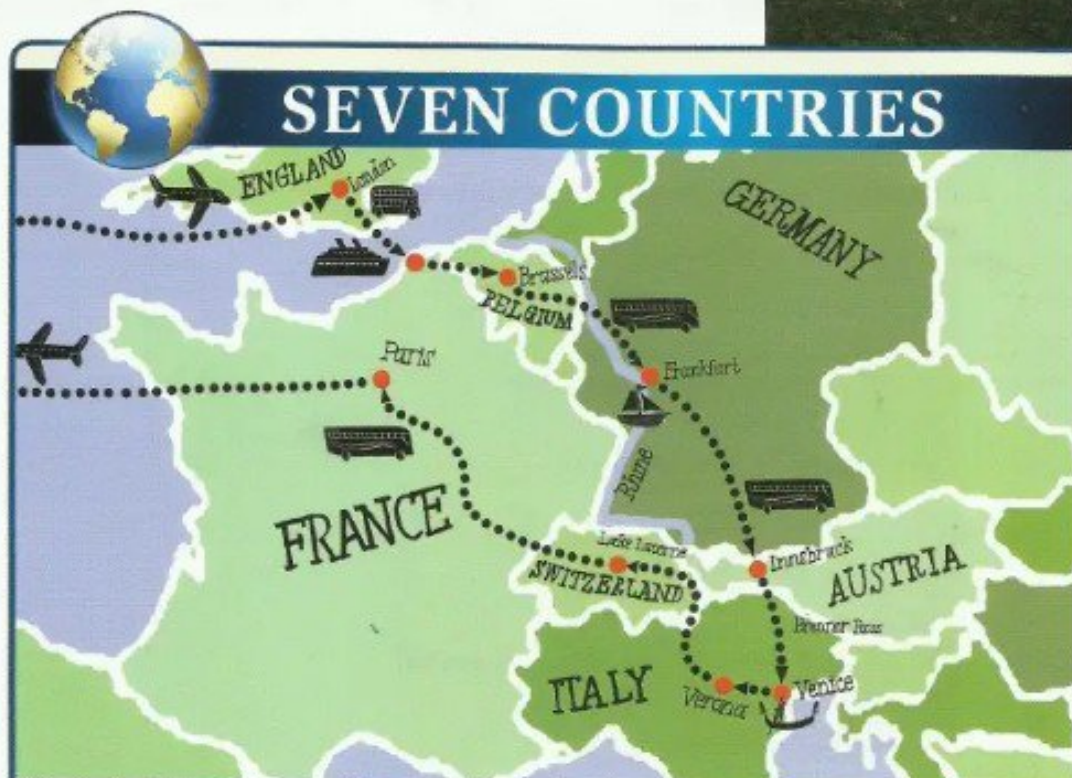 SEVEN COUNTRIES
ENGLAND
London
GERMANY
Brussels
BELGIUM
Paris
Frankfurt
Rhine
FRANCE
Lake Lucerne
SWITZERLAND
Innsbruck
AUSTRIA
Brenner Pass
ITALY
Verona
Venice